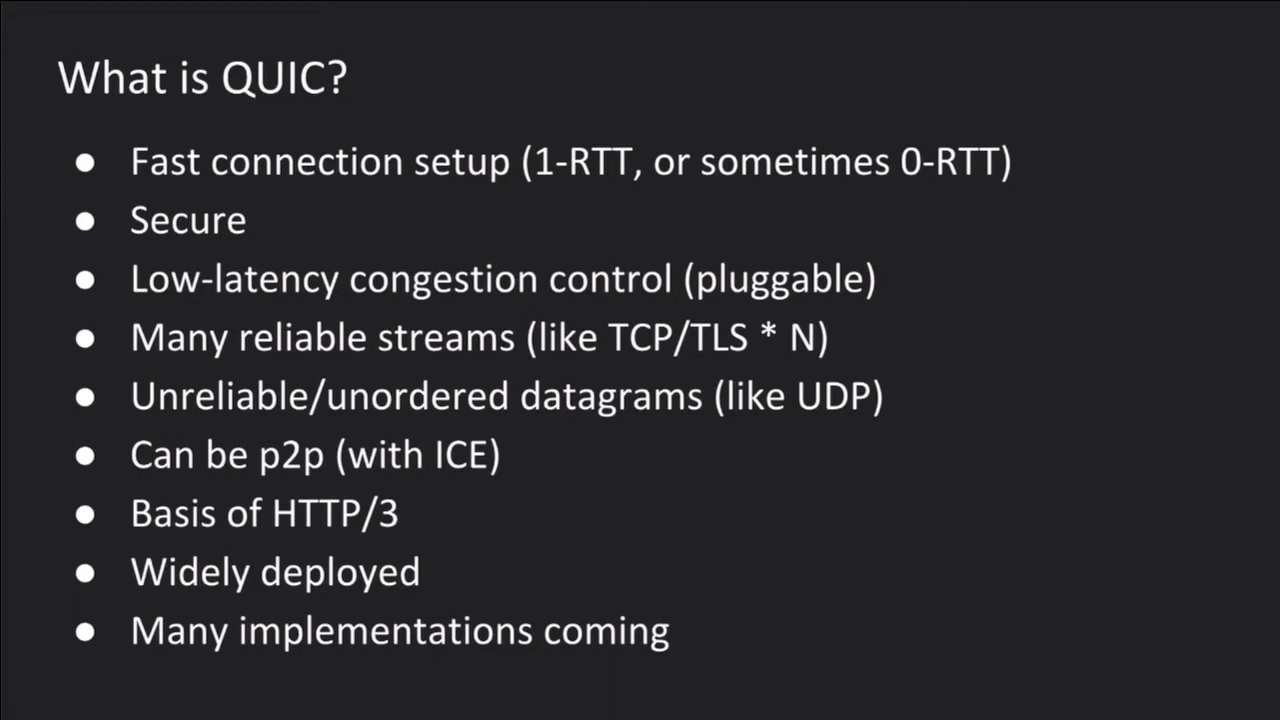 What is QUIC?
● Fast connection setup (1-RTT, or sometimes 0-RTT)
● Secure
● Low-latency congestion control (pluggable)
● Many reliable streams (like TCP/TLS * N)
● Unreliable/unordered datagrams (like UDP)
● Can be p2p (with ICE)
● Basis of HTTP/3
● Widely deployed
● Many implementations coming